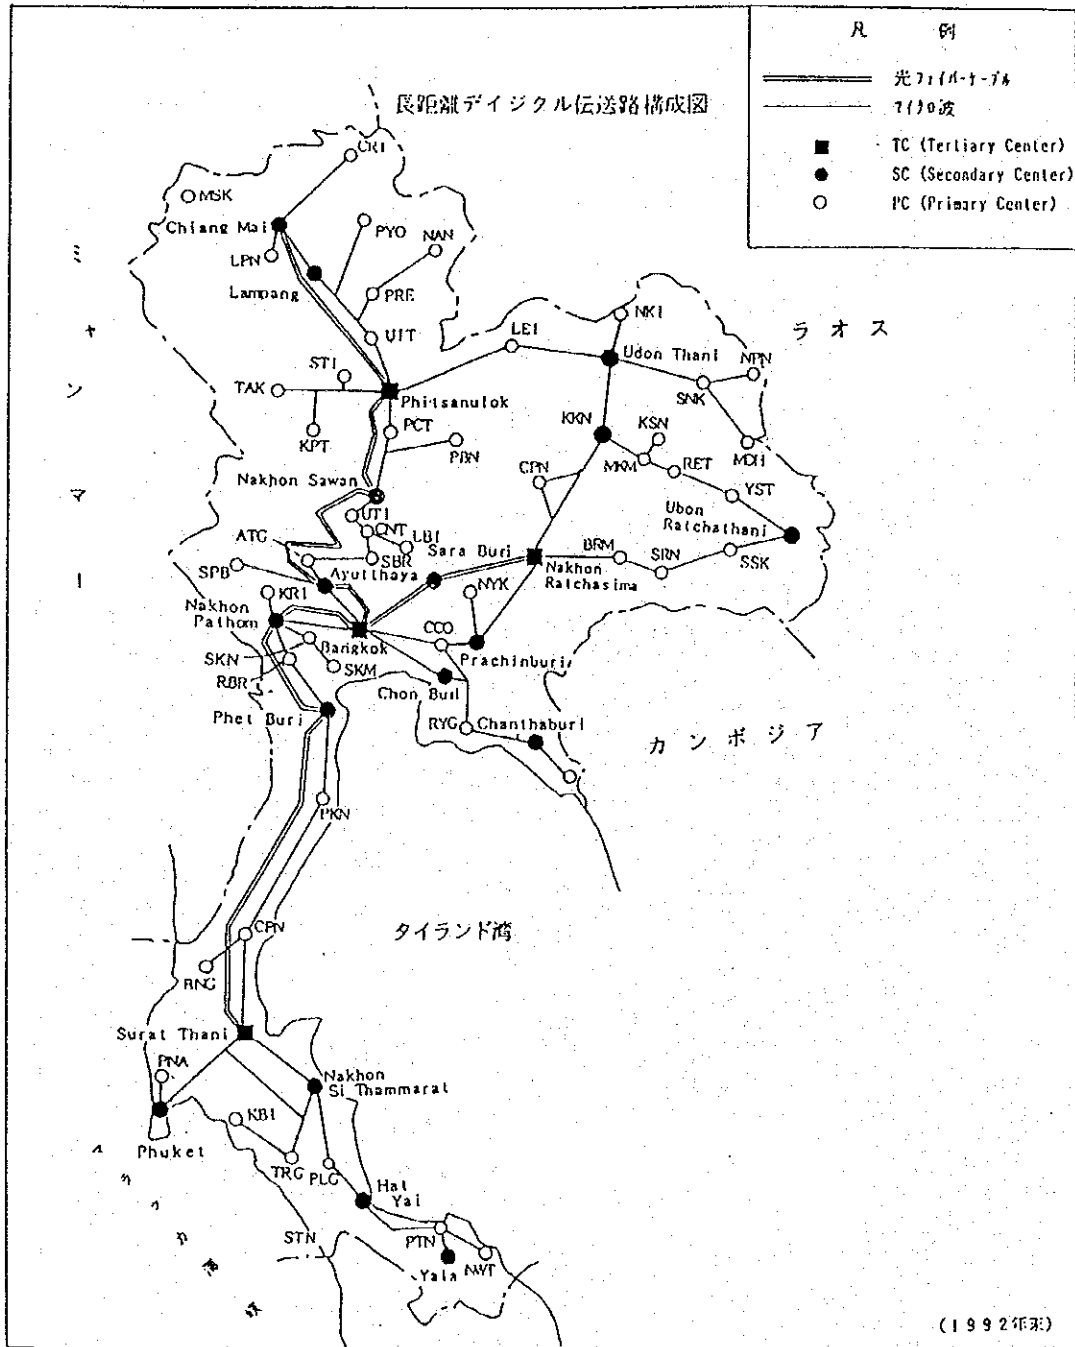 凡 例
光ファイバーケーブル
マイクロ波
TC (Tertiary Center)
SC (Secondary Center)
PC (Primary Center)
長距離デイジタル伝送路構成図
CRI
MSK
Chiang Mai
PYO
NAN
LPN
Lampang
PRE
UIT
NKI
ラオス
LEI
Udon Thani
NPN
STI
TAK
Phitsanulok
SNK
KPT
PCT
PBN
KKN
KSN
MDH
MKM
RET
CPN
YST
Nakhon Sawan
Ubon
Ratchathani
UTI
CNT
LBI
ATG
SBR
Sara Buri
BRM
SRN
SSK
SPB
Ayutthaya
Nakhon
Ratchasima
NYK
KRI
Nakhon
Pathom
Bangkok
CCO
Prachinburi
SKN
SKM
RBR
Chon Buil
Phet Buri
RYG
Chanthaburi
カンボジア
ミャンマー
PKN
CPN
タイランド湾
RNG
Surat Thani
PNA
Nakhon
Si Thammarat
KBI
Phuket
TRG
PLG
Hat
Yai
STN
PTN
Yala
NWT
(1992年末)